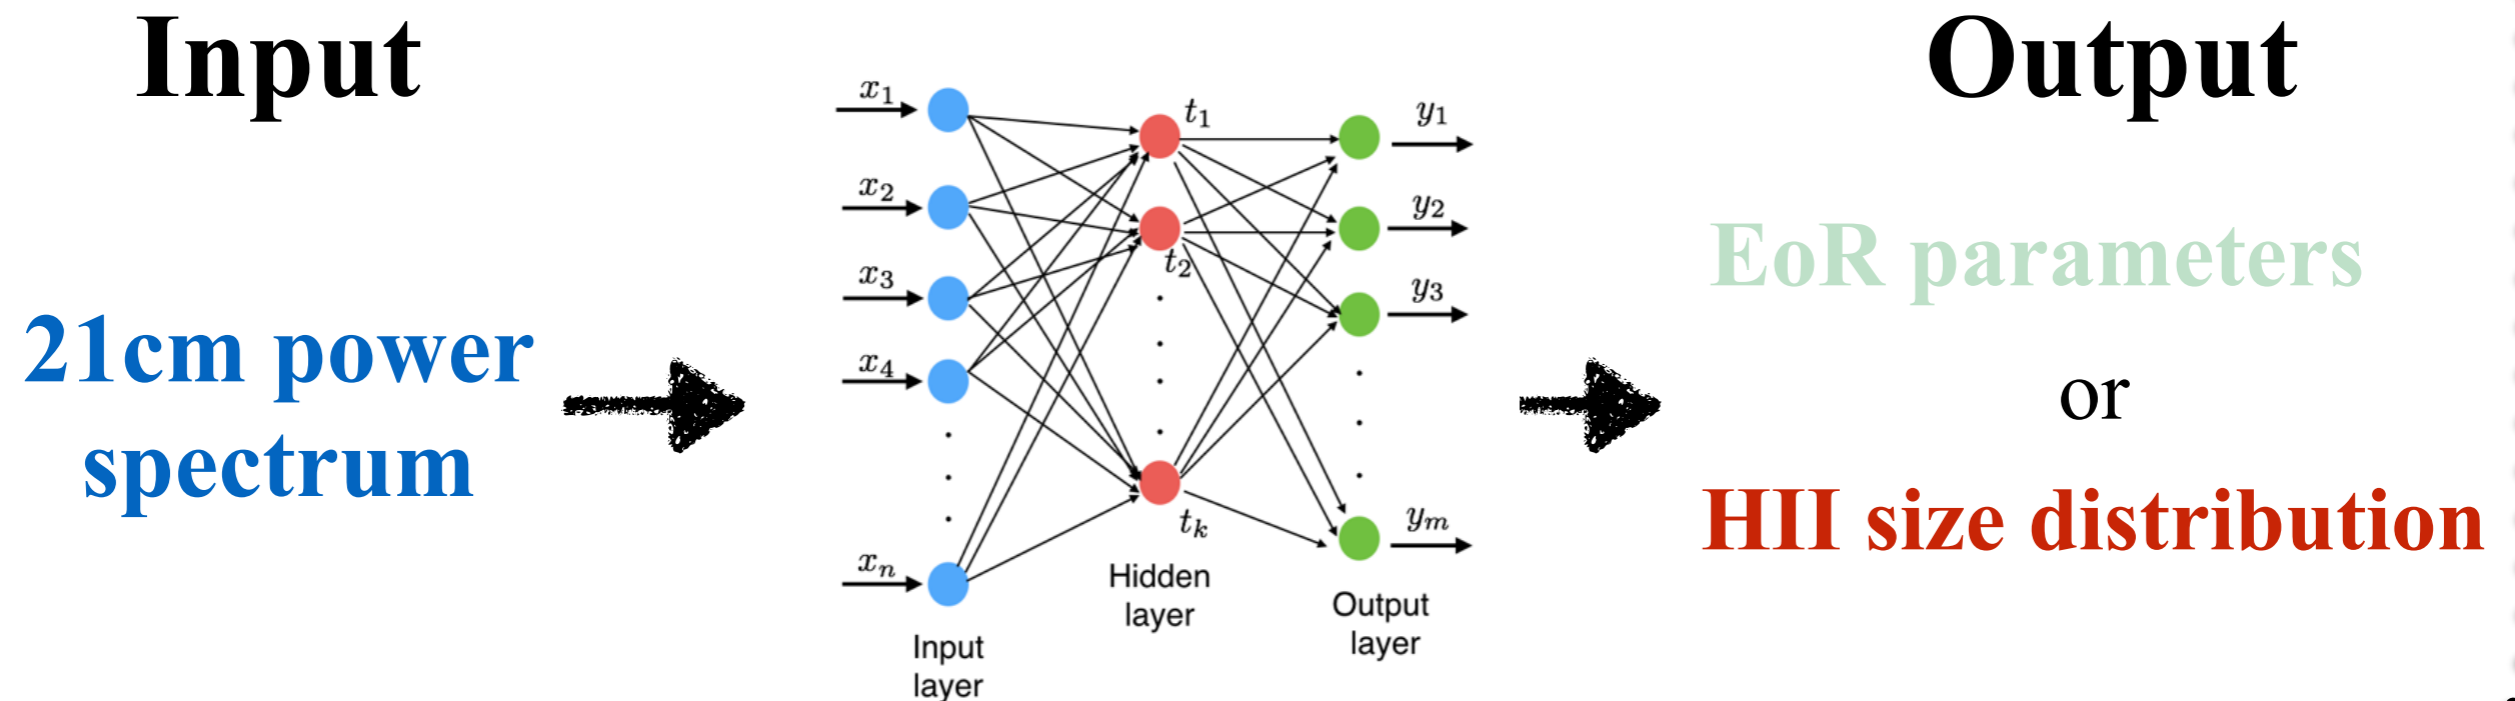 Input
Output
21cm power
spectrum
x1
x2
x3
x4
xn
t1
t2
tk
y1
y2
y3
ym
Input
layer
Hidden
layer
Output
layer
EoR parameters
or
HII size distribution